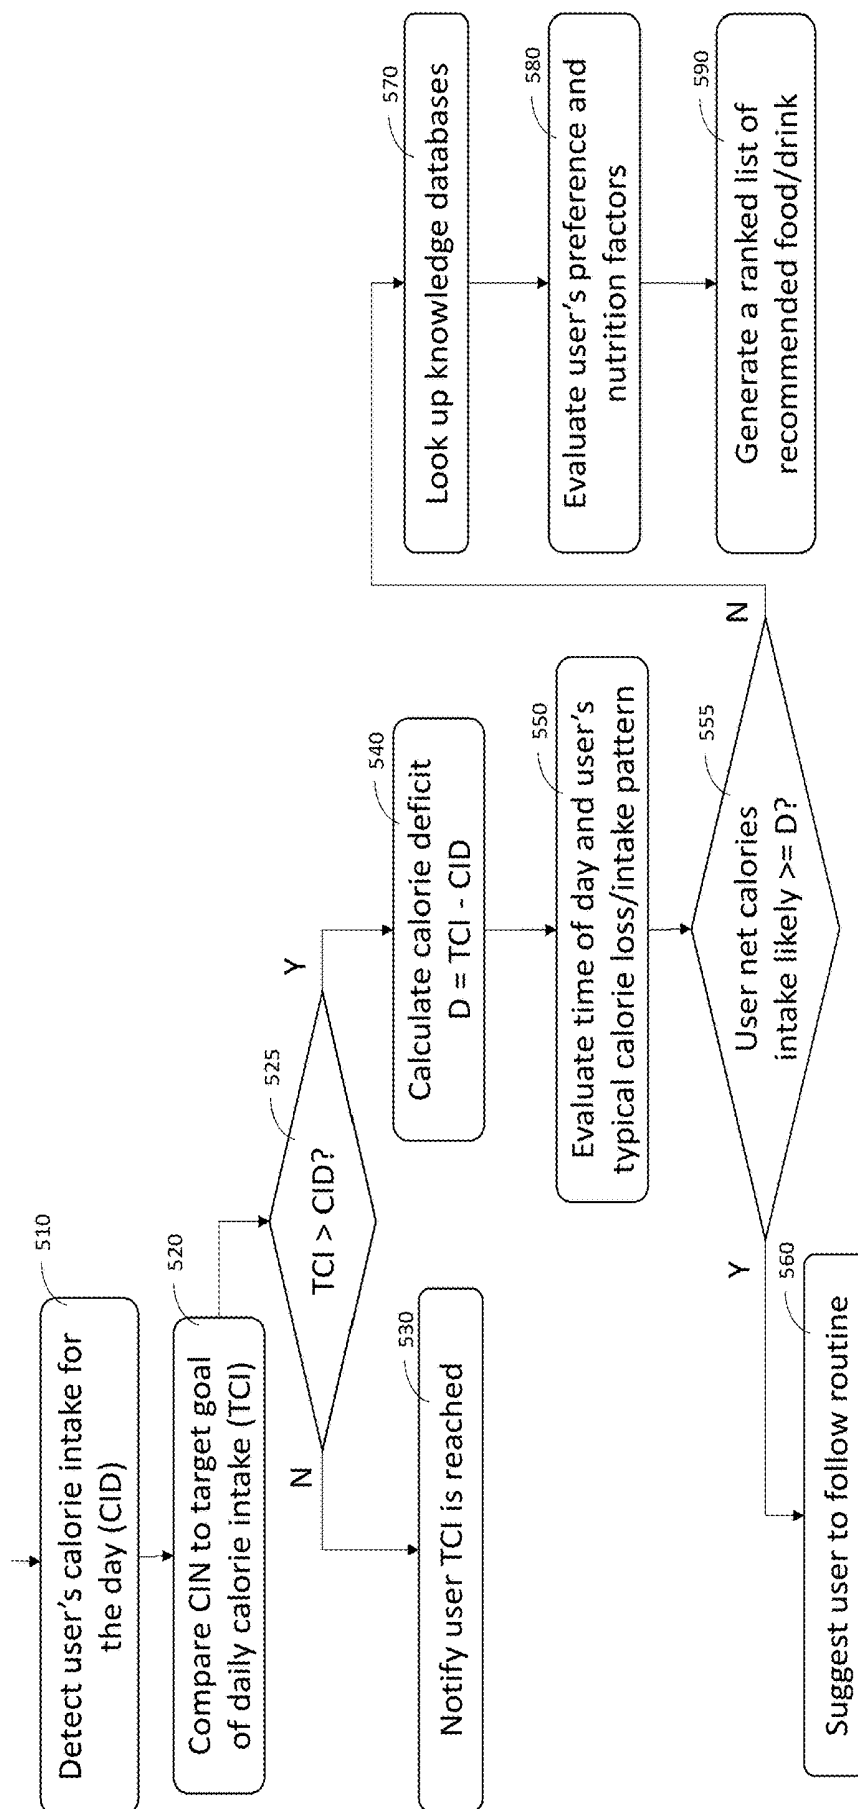 510
Detect user's calorie intake for
the day (CID)
520
Compare CIN to target goal
of daily calorie intake (TCI)
525
TCI > CID?
N
Y
530
Notify user TCI is reached
540
Calculate calorie deficit
D = TCI - CID
550
Evaluate time of day and user's
typical calorie loss/intake pattern
555
User net calories
intake likely >= D?
Y
N
560
Suggest user to follow routine
570
Look up knowledge databases
580
Evaluate user's preference and
nutrition factors
590
Generate a ranked list of
recommended food/drink